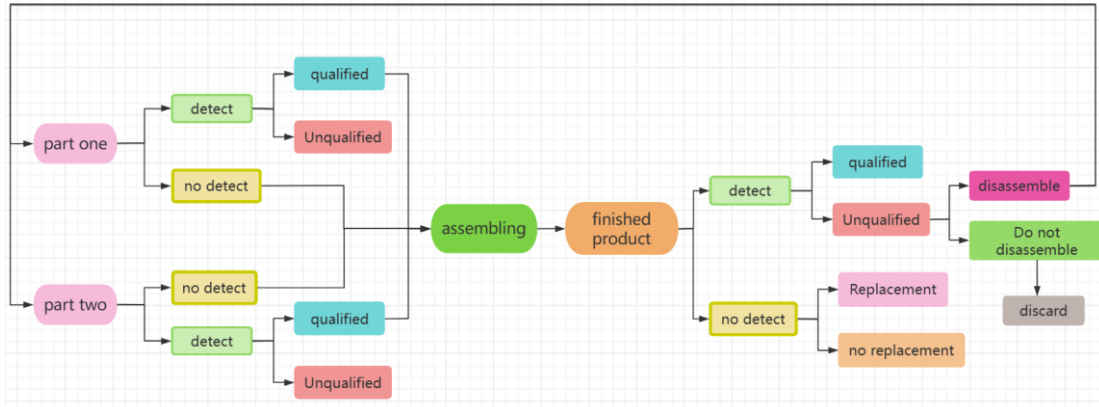 part one
detect
qualified
Unqualified
no detect
part two
no detect
detect
qualified
Unqualified
assembling
finished
product
detect
qualified
Unqualified
disassemble
Do not
disassemble
discard
no detect
Replacement
no replacement